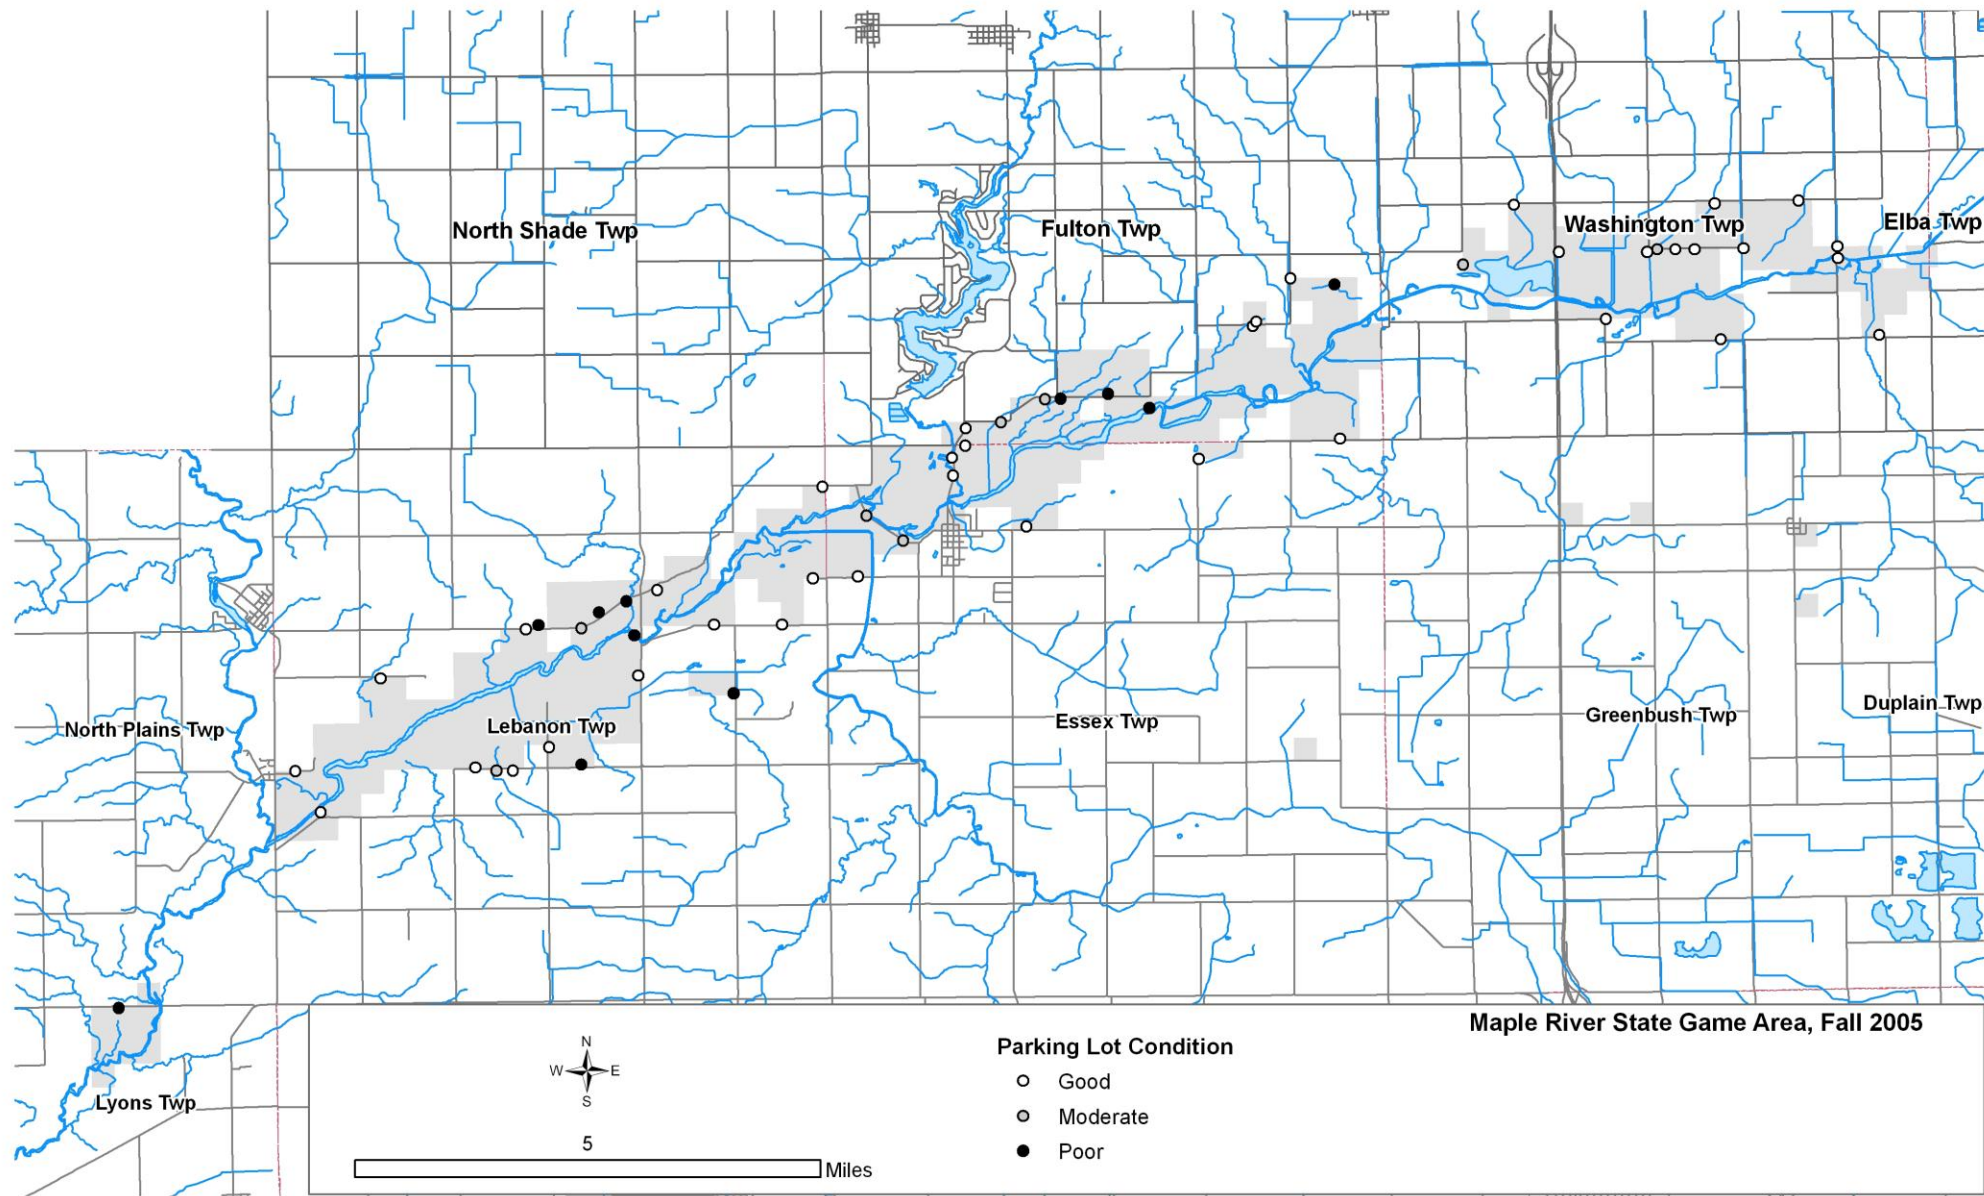 North Shade Twp
Fulton Twp
Washington Twp
Elba Twp
North Plains Twp
Lebanon Twp
Essex Twp
Greenbush Twp
Duplain Twp
Lyons Twp
Maple River State Game Area, Fall 2005
N
W E
S
5
Miles
Parking Lot Condition
Good
Moderate
Poor